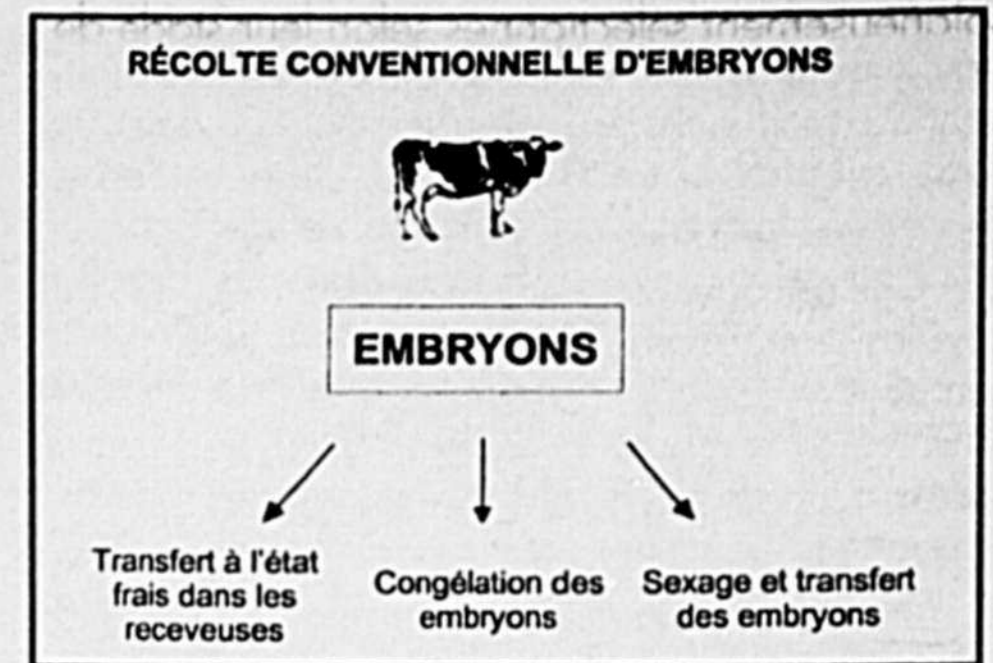 RÉCOLTE CONVENTIONNELLE D'EMBRYONS
EMBRYONS
Transfert à l'état
frais dans les
receveuses
Congélation des
embryons
Sexage et transfert
des embryons